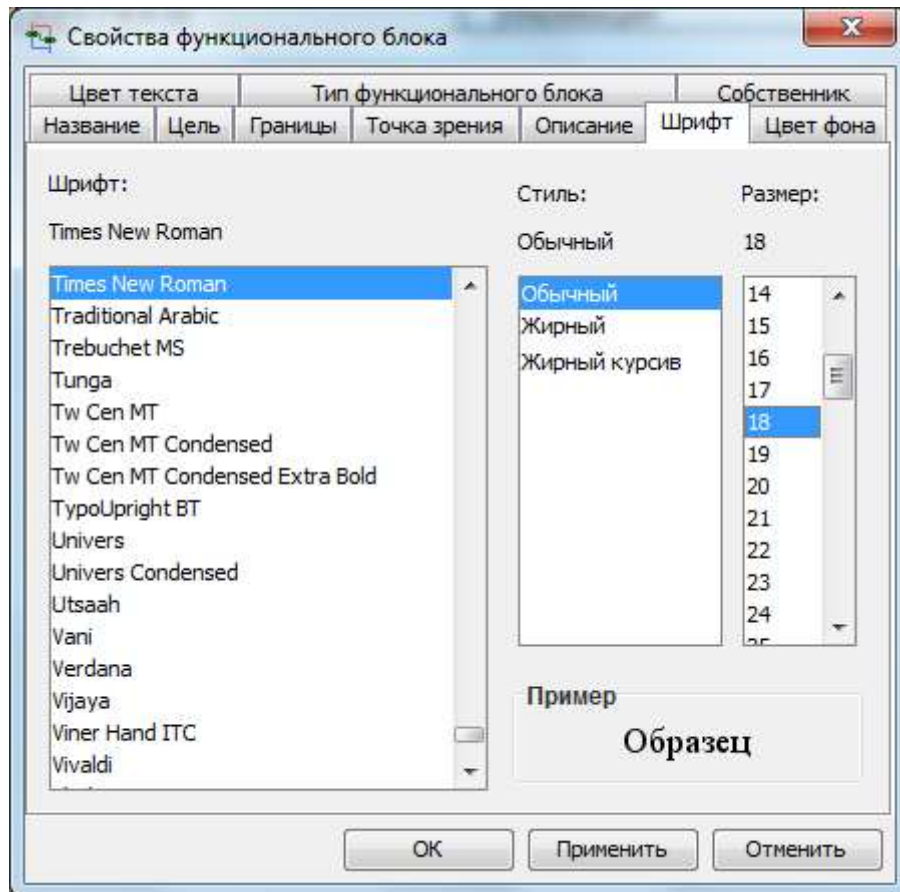 Свойства функционального блока
Цвет текста Тип функционального блока Собственник
Название Цель Границы Точка зрения Описание Шрифт Цвет фона
Шрифт: Стиль: Размер:
Times New Roman Обычный 18
Times New Roman Обычный 14
Traditional Arabic Жирный 15
Trebuchet MS Жирный курсив 16
Tunga 17
Tw Cen MT 18
Tw Cen MT Condensed 19
Tw Cen MT Condensed Extra Bold 20
TypoUpright BT 21
Univers 22
Univers Condensed 23
Utsaah 24
Vani
Verdana
Vijaya Пример
Viner Hand ITC Образец
Vivaldi
ОК Применить Отменить